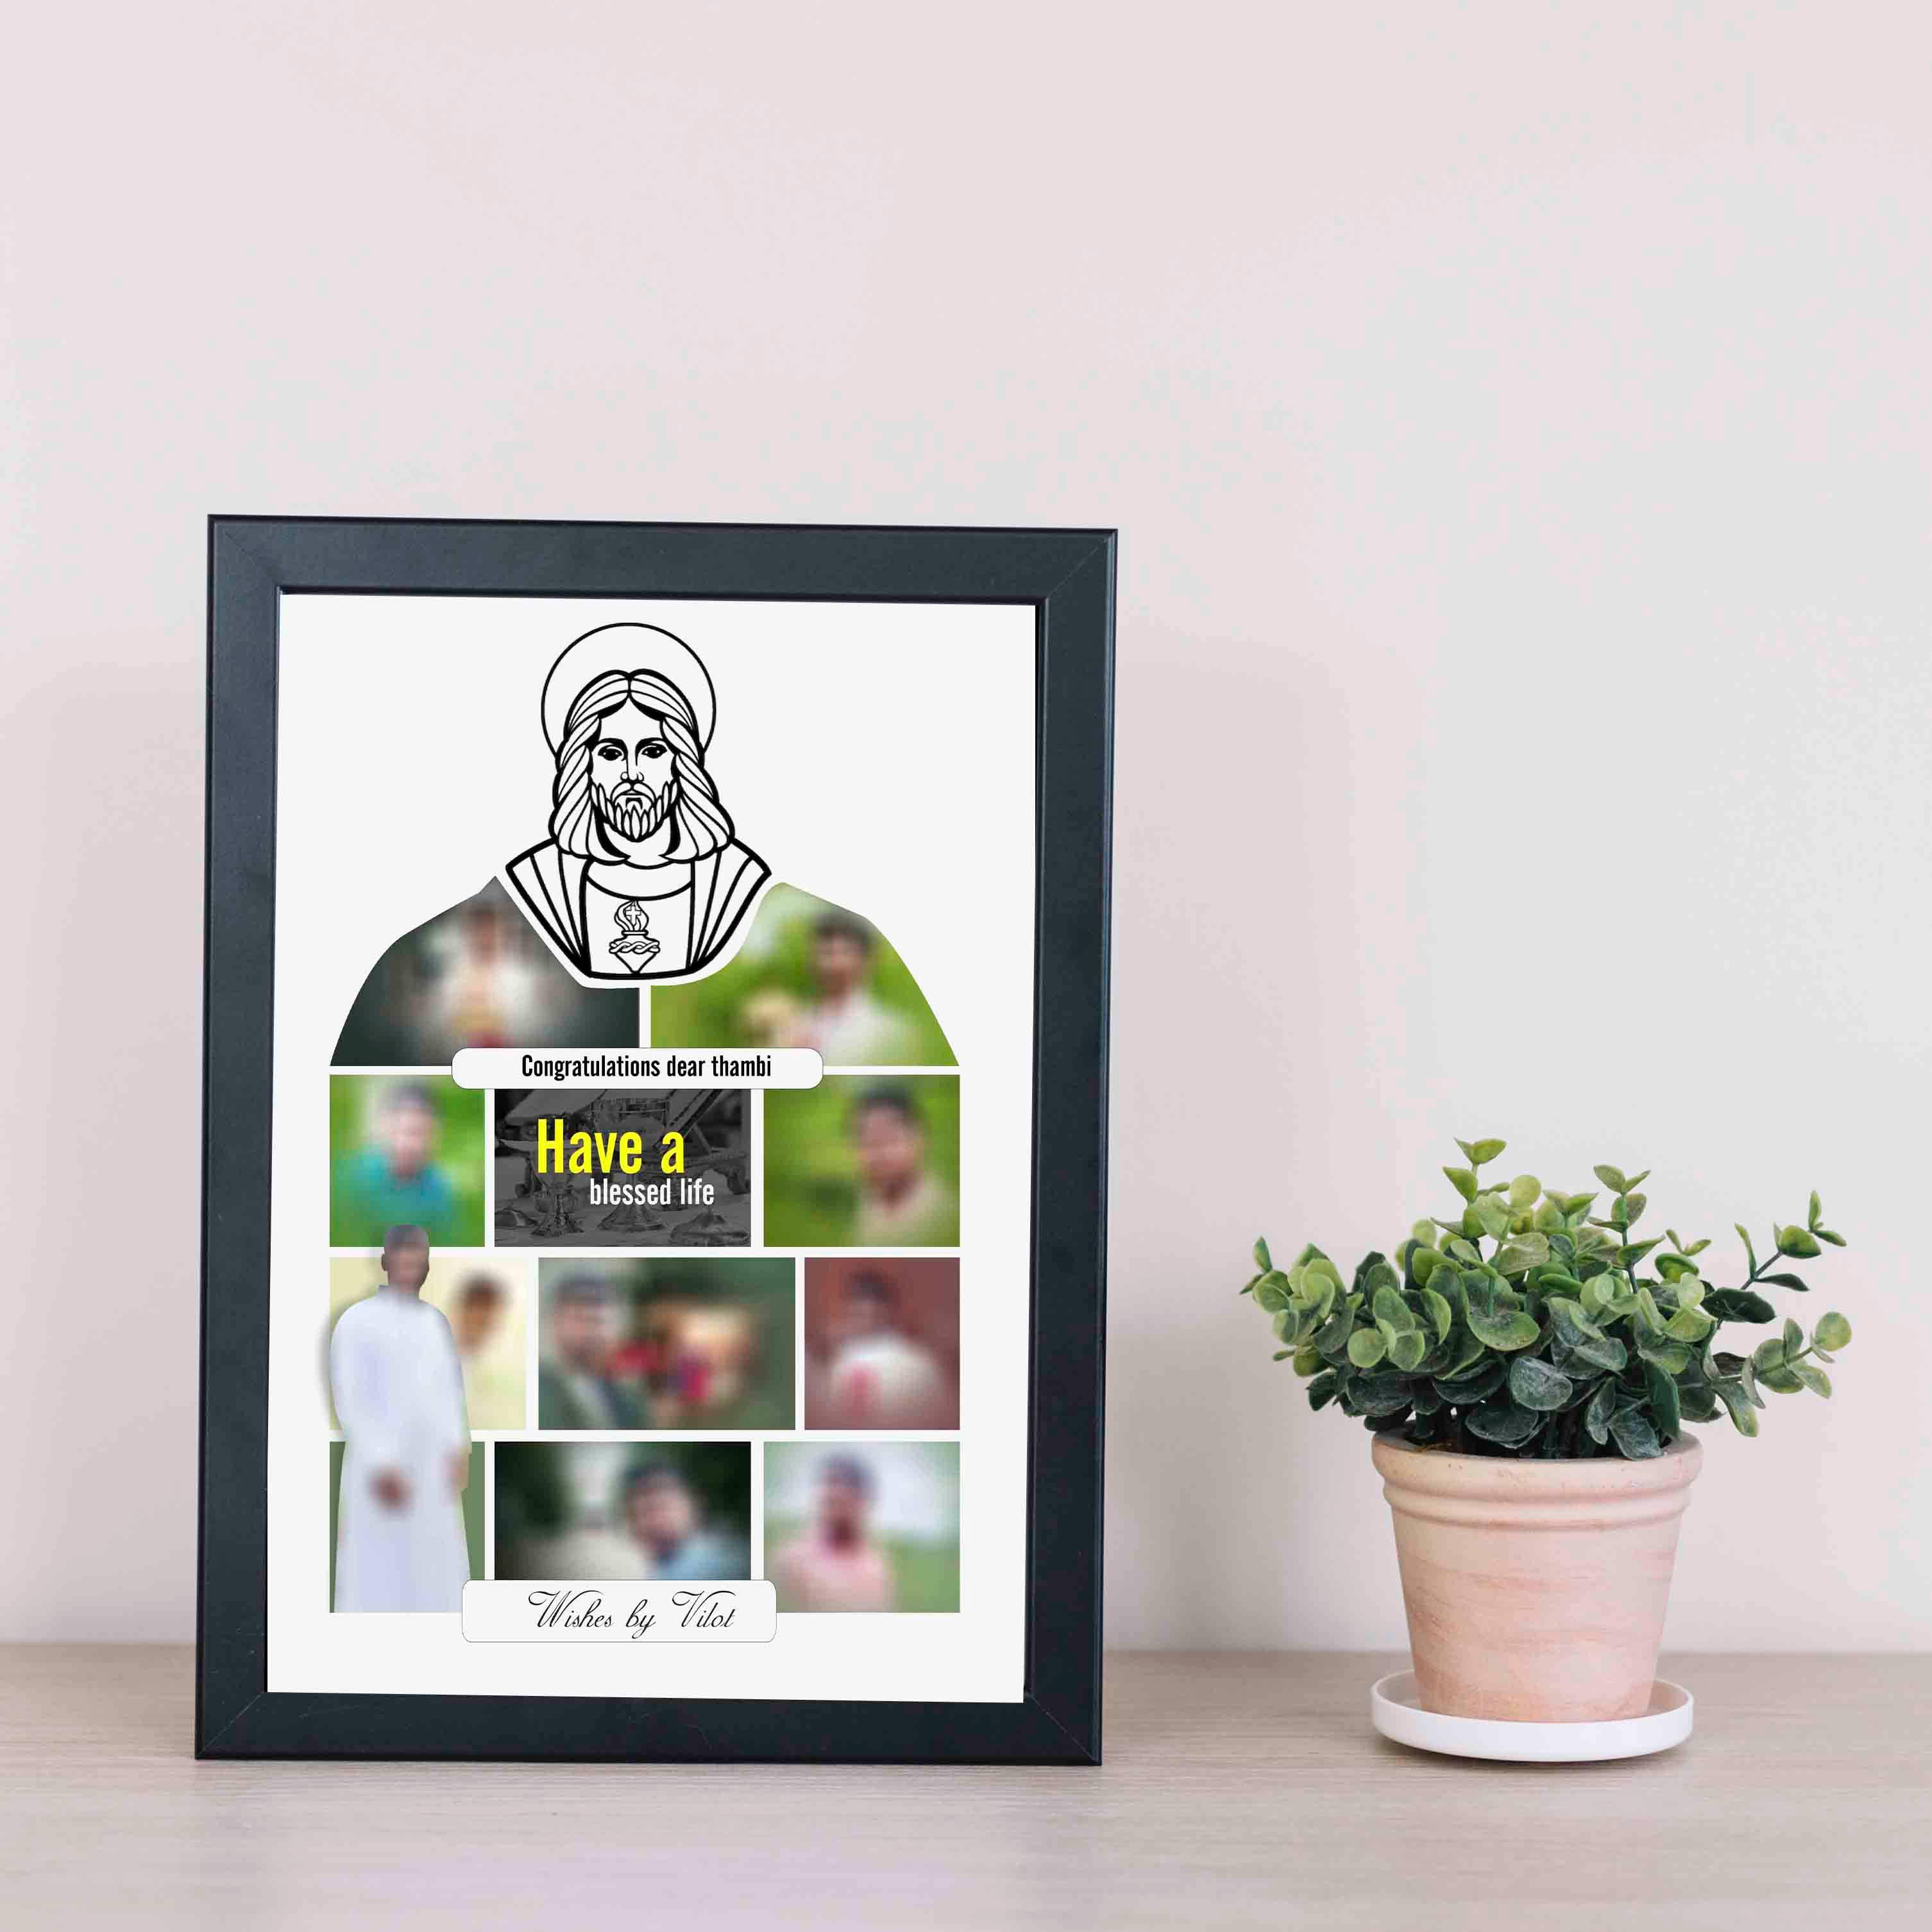 Congratulations dear thambi
Have a
blessed life
Wishes by Vilot